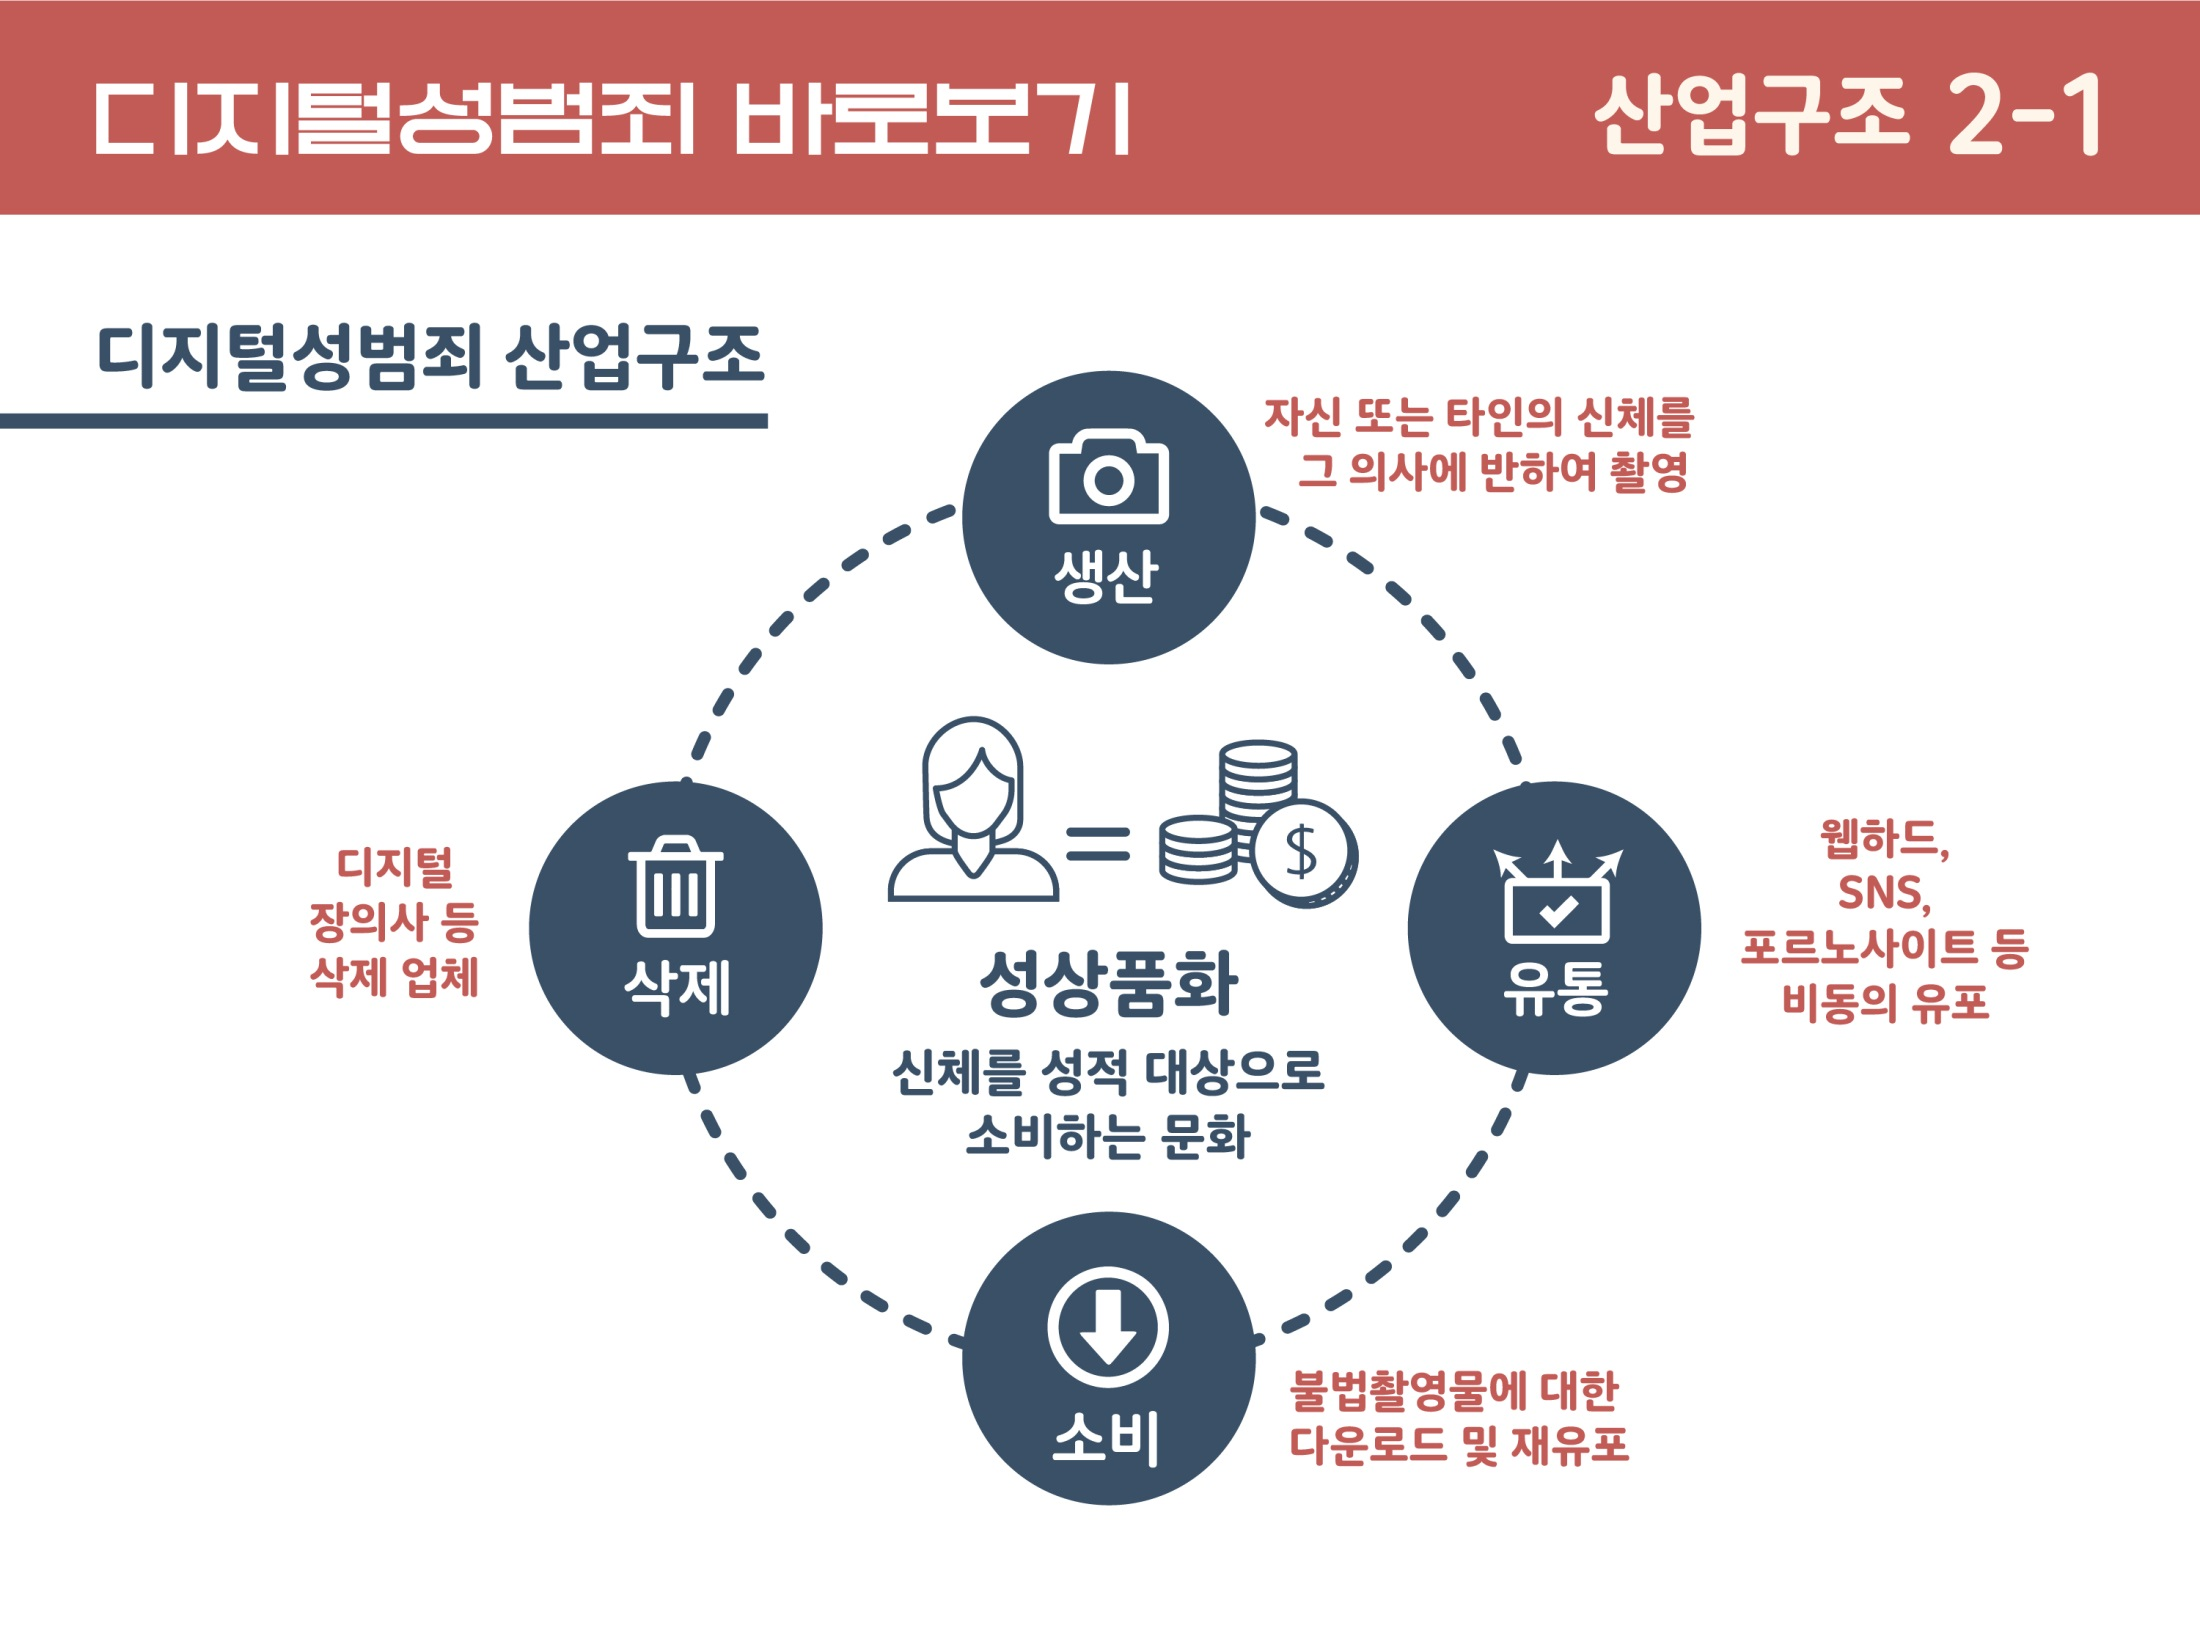 디지털성범죄 바로보기
산업구조 2-1
디지털성범죄 산업구조
생산
자신 또는 타인의 신체를
그 의사에 반하여 촬영
유통
웹하드,
SNS,
포르노사이트 등
비동의 유포
소비
불법촬영물에 대한
다운로드 및 재유포
삭제
디지털
장의사 등
삭제 업체
$
성상품화
신체를 성적 대상으로
소비하는 문화